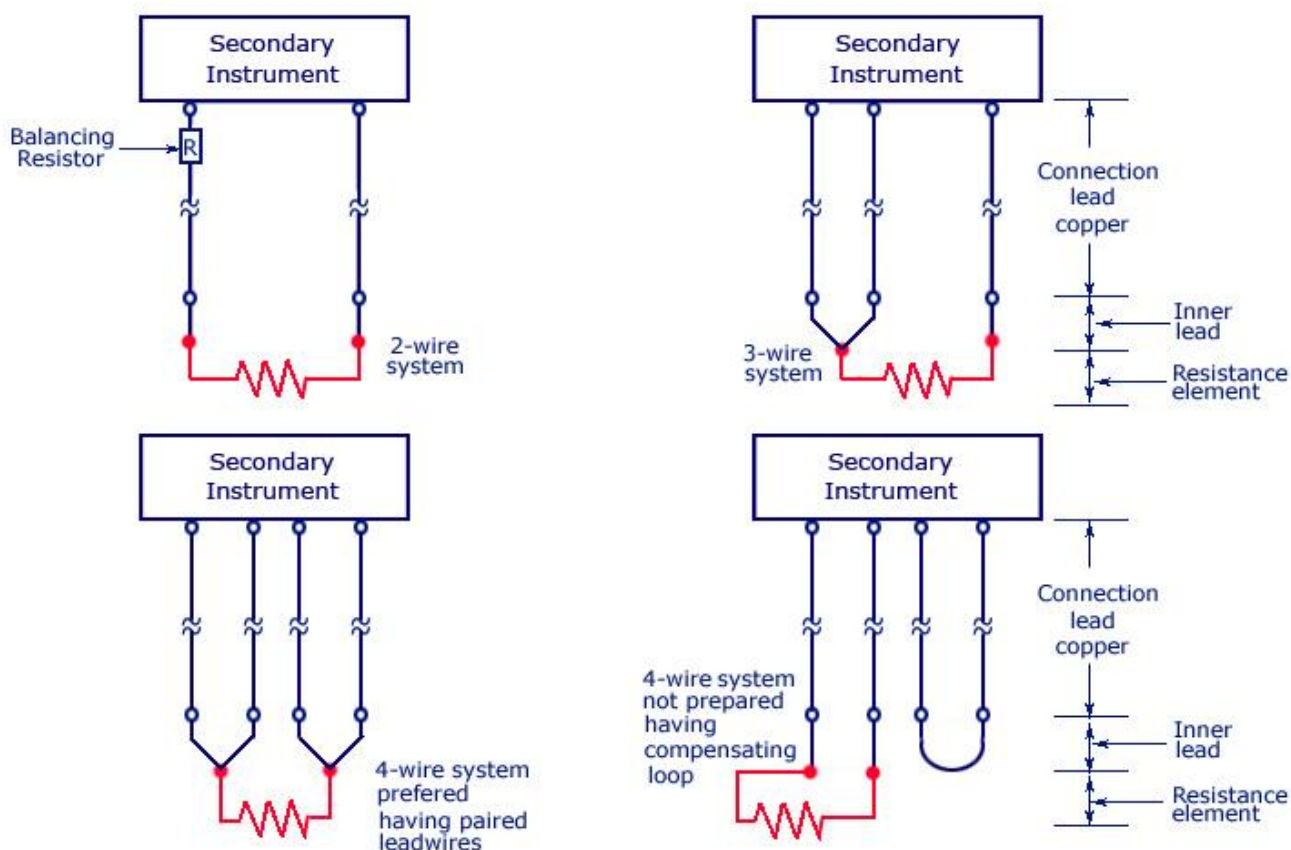 Secondary
Instrument
Balancing
Resistor
R
2-wire
system
Secondary
Instrument
3-wire
system
Connection
lead
copper
Inner
lead
Resistance
element
Secondary
Instrument
4-wire system
prefered
having paired
leadwires
Secondary
Instrument
4-wire system
not prepared
having
compensating
loop
Connection
lead
copper
Inner
lead
Resistance
element